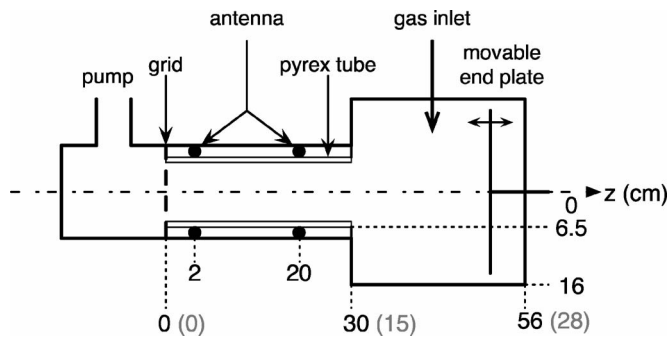 antenna
gas inlet
pump
grid
pyrex tube
movable
end plate
z (cm)
0
6.5
2
20
16
0 (0)
30 (15)
56 (28)